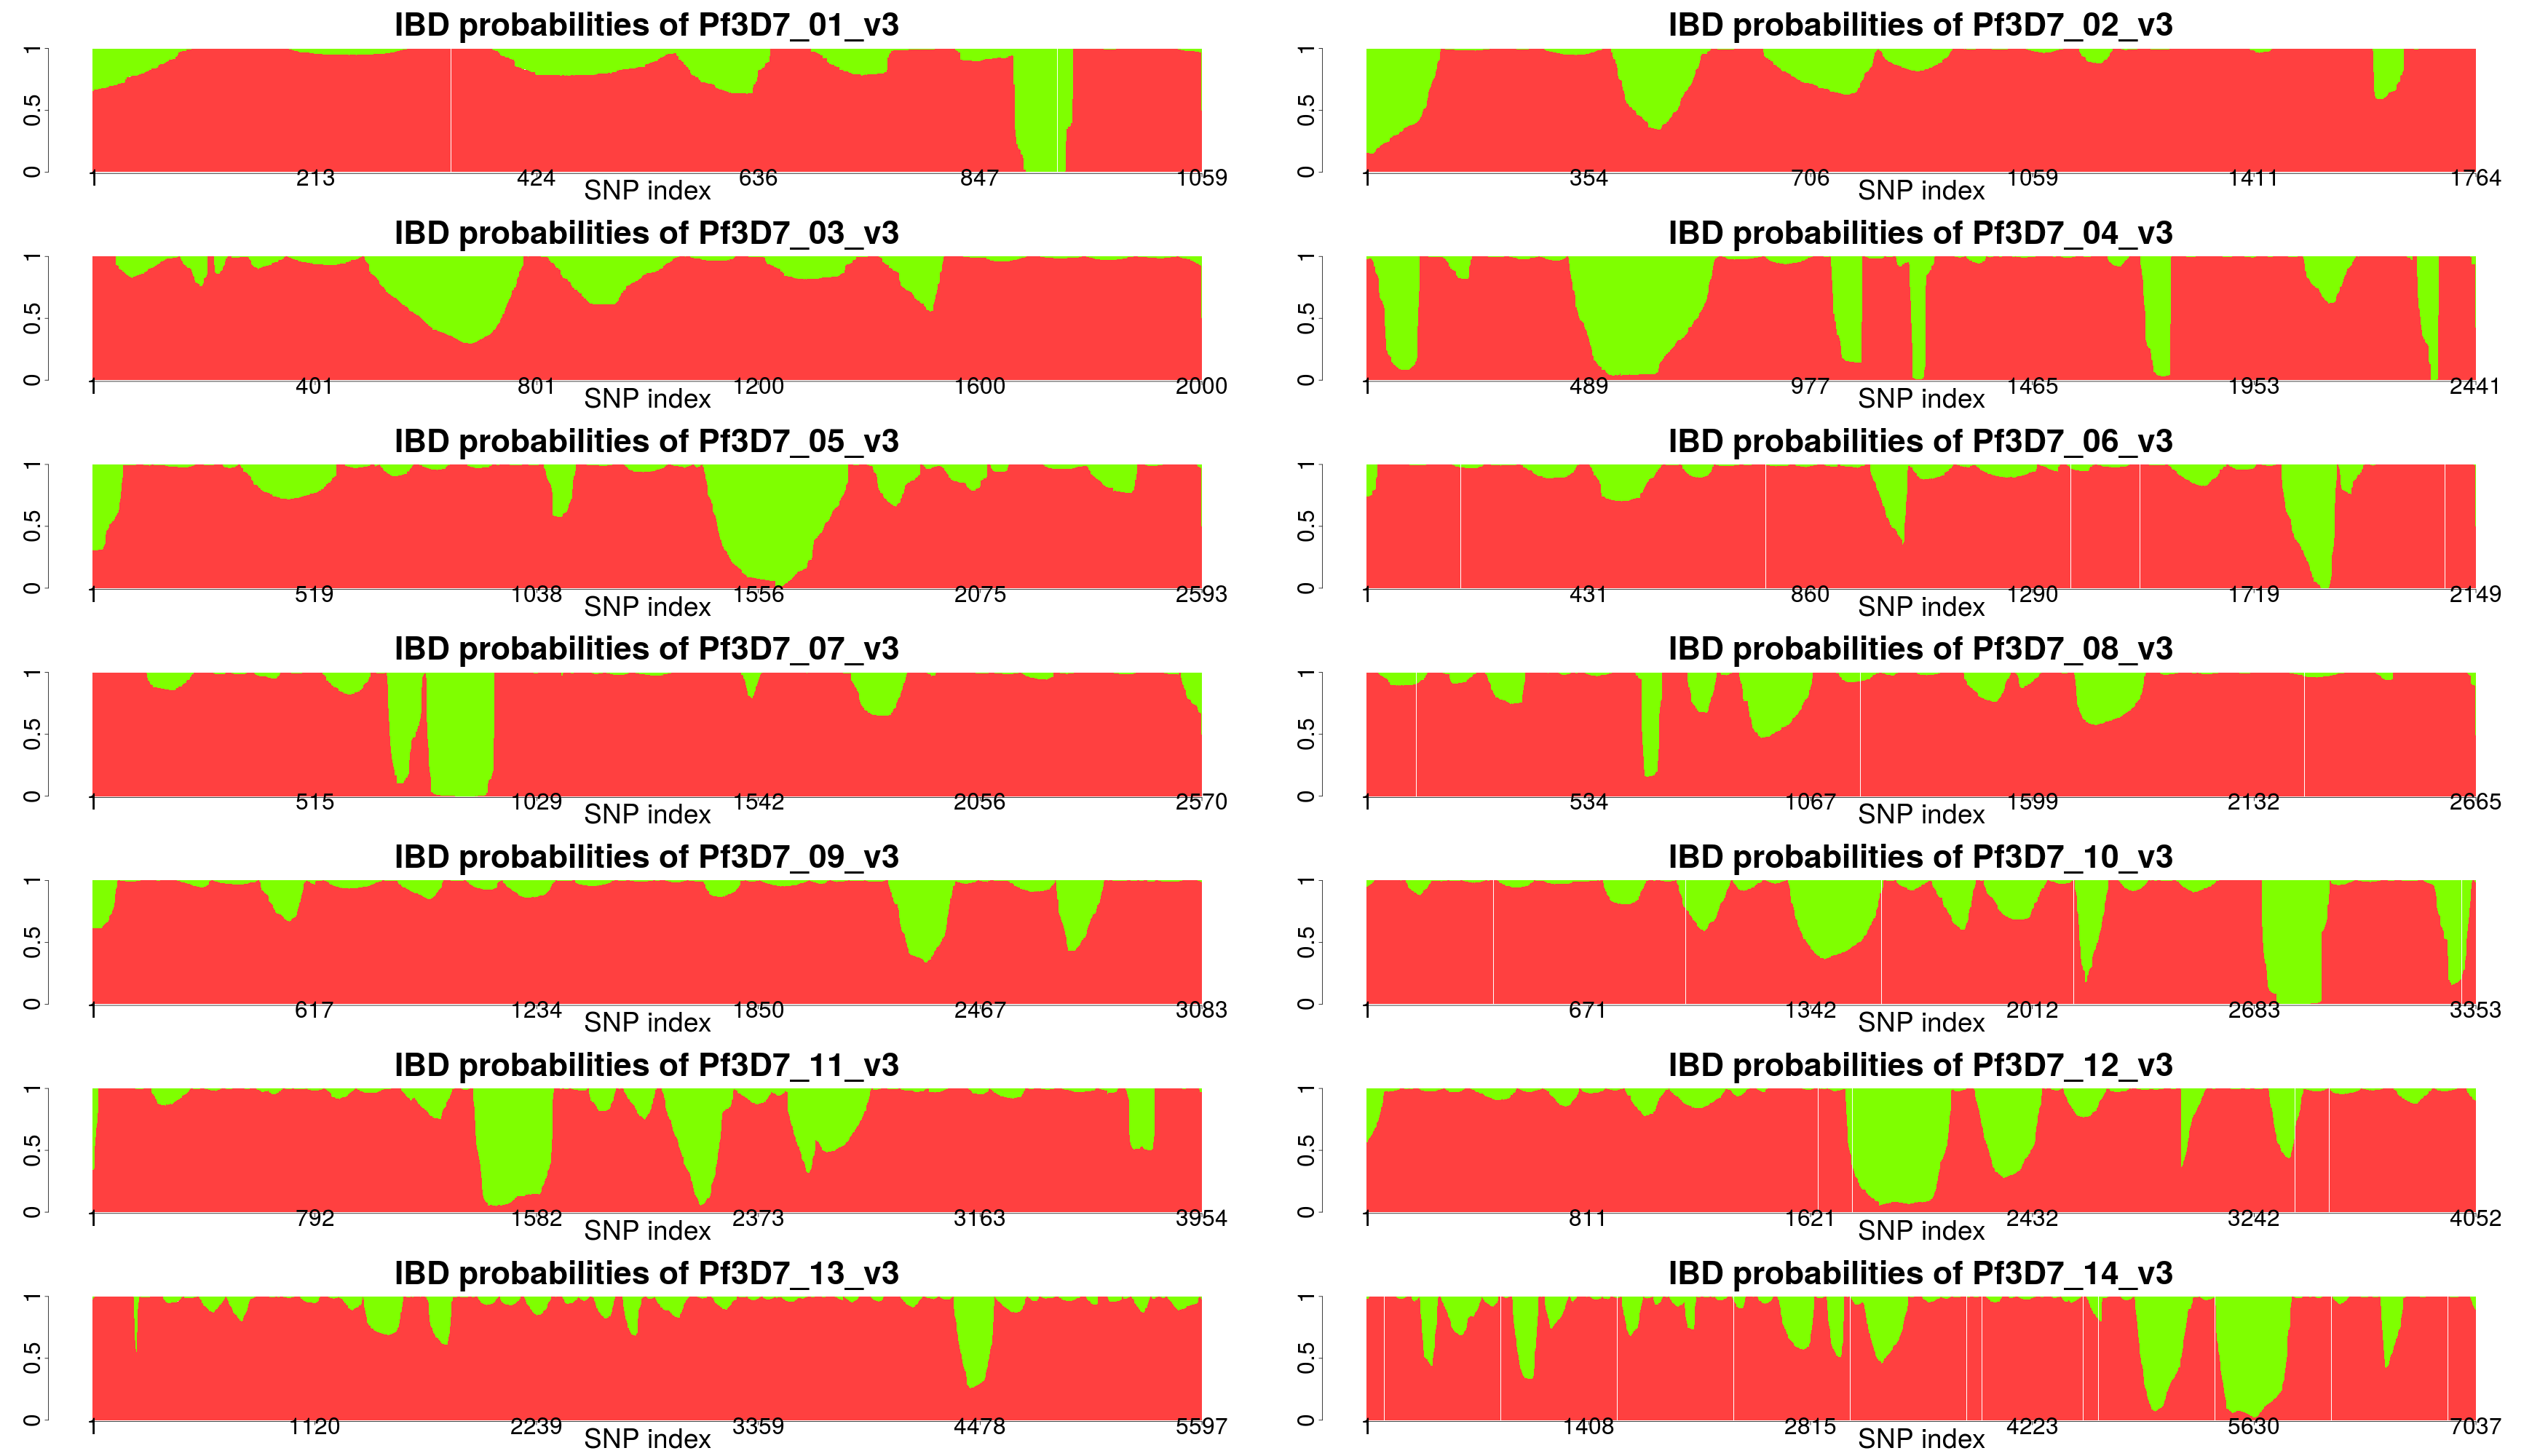 IBD probabilities of Pf3D7_01_v3
0 0.5 1
1 213 424 636 847 1059
SNP index
IBD probabilities of Pf3D7_02_v3
0 0.5 1
1 354 706 1059 1411 1764
SNP index
IBD probabilities of Pf3D7_03_v3
0 0.5 1
1 401 801 1200 1600 2000
SNP index
IBD probabilities of Pf3D7_04_v3
0 0.5 1
1 489 977 1465 1953 2441
SNP index
IBD probabilities of Pf3D7_05_v3
0 0.5 1
1 519 1038 1556 2075 2593
SNP index
IBD probabilities of Pf3D7_06_v3
0 0.5 1
1 431 860 1290 1719 2149
SNP index
IBD probabilities of Pf3D7_07_v3
0 0.5 1
1 515 1029 1542 2056 2570
SNP index
IBD probabilities of Pf3D7_08_v3
0 0.5 1
1 534 1067 1599 2132 2665
SNP index
IBD probabilities of Pf3D7_09_v3
0 0.5 1
1 617 1234 1850 2467 3083
SNP index
IBD probabilities of Pf3D7_10_v3
0 0.5 1
1 671 1342 2012 2683 3353
SNP index
IBD probabilities of Pf3D7_11_v3
0 0.5 1
1 792 1582 2373 3163 3954
SNP index
IBD probabilities of Pf3D7_12_v3
0 0.5 1
1 811 1621 2432 3242 4052
SNP index
IBD probabilities of Pf3D7_13_v3
0 0.5 1
1 1120 2239 3359 4478 5597
SNP index
IBD probabilities of Pf3D7_14_v3
0 0.5 1
1 1408 2815 4223 5630 7037
SNP index